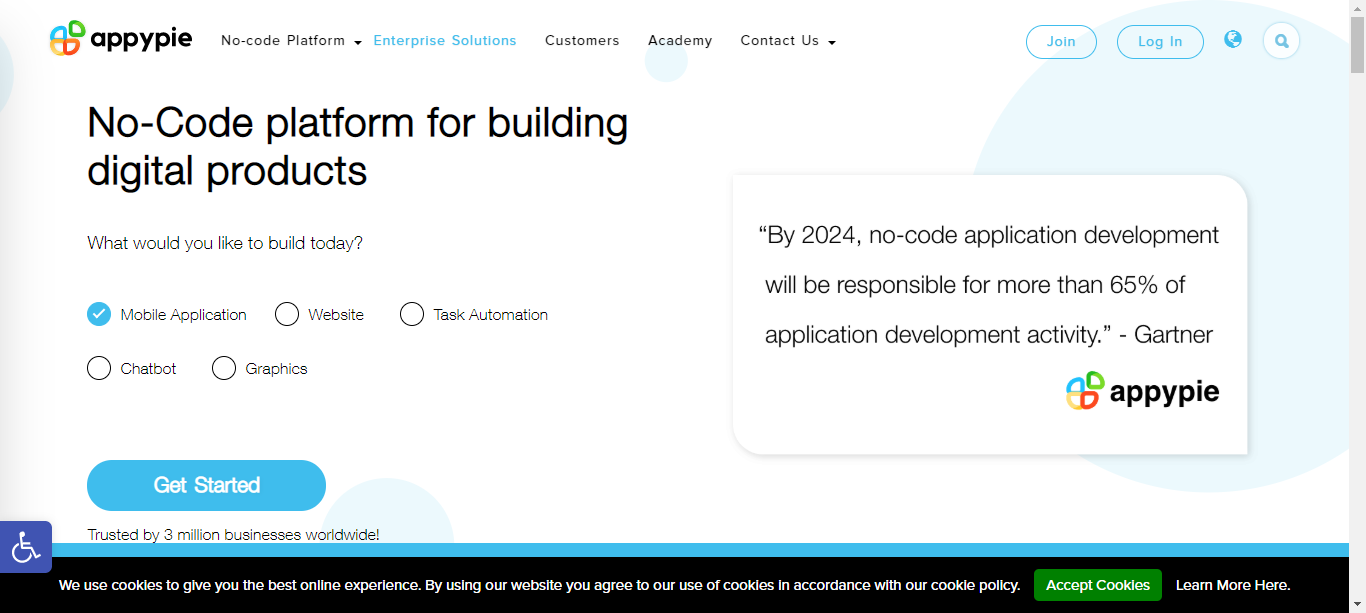 appypie No-code Platform Enterprise Solutions Customers Academy Contact Us Join Log In
No-Code platform for building
digital products
What would you like to build today?
Mobile Application Website Task Automation
Chatbot Graphics
Get Started
Trusted by 3 million businesses worldwide!
“By 2024, no-code application development
will be responsible for more than 65% of
application development activity.” - Gartner
appypie
We use cookies to give you the best online experience. By using our website you agree to our use of cookies in accordance with our cookie policy. Accept Cookies Learn More Here.